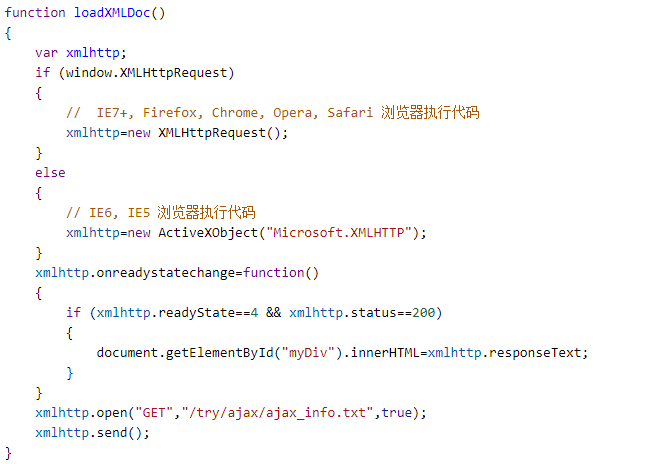 function loadXMLDoc()
{
    var xmlhttp;
    if (window.XMLHttpRequest)
    {
        //  IE7+, Firefox, Chrome, Opera, Safari 浏览器执行代码
        xmlhttp=new XMLHttpRequest();
    }
    else
    {
        // IE6, IE5 浏览器执行代码
        xmlhttp=new ActiveXObject("Microsoft.XMLHTTP");
    }
    xmlhttp.onreadystatechange=function()
    {
        if (xmlhttp.readyState==4 && xmlhttp.status==200)
        {
            document.getElementById("myDiv").innerHTML=xmlhttp.responseText;
        }
    }
    xmlhttp.open("GET","/try/ajax/ajax_info.txt",true);
    xmlhttp.send();
}